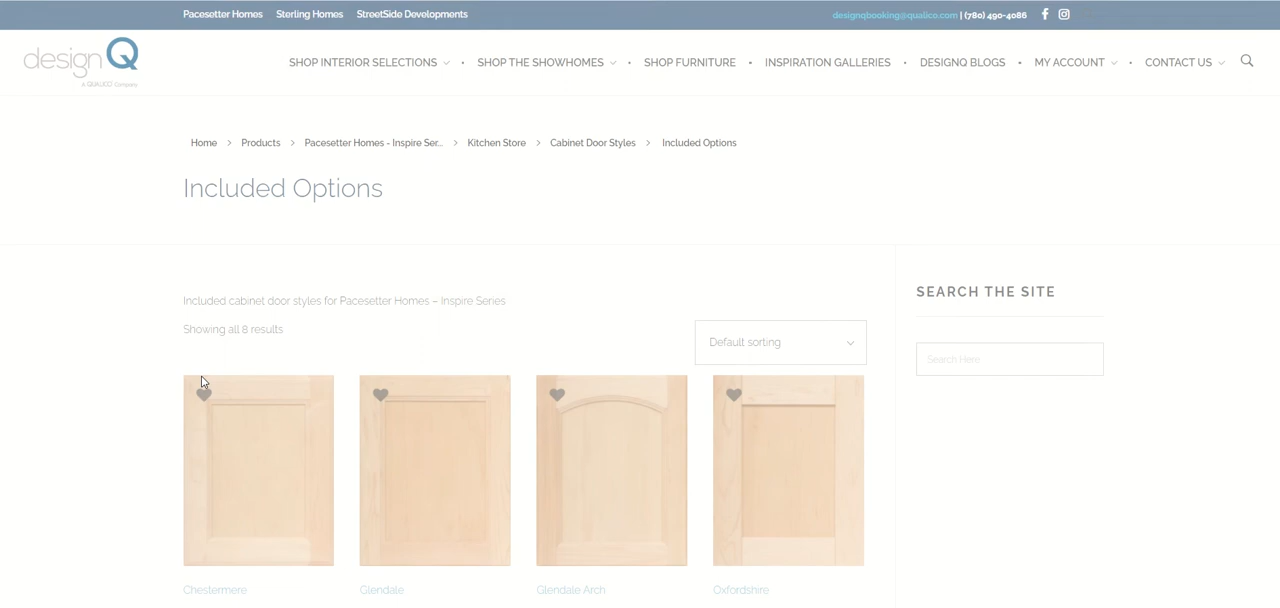 Pacesetter Homes Sterling Homes StreetSide Developments
designqbooking@qualico.com | (780) 490-4086
designQ
A QUALICO Company
SHOP INTERIOR SELECTIONS • SHOP THE SHOWHOMES • SHOP FURNITURE • INSPIRATION GALLERIES • DESIGNQ BLOGS • MY ACCOUNT • CONTACT US
Home > Products > Pacesetter Homes - Inspire Ser... > Kitchen Store > Cabinet Door Styles > Included Options
Included Options
Included cabinet door styles for Pacesetter Homes – Inspire Series
Showing all 8 results
Default sorting
Chestermere
Glendale
Glendale Arch
Oxfordshire
SEARCH THE SITE
Search Here